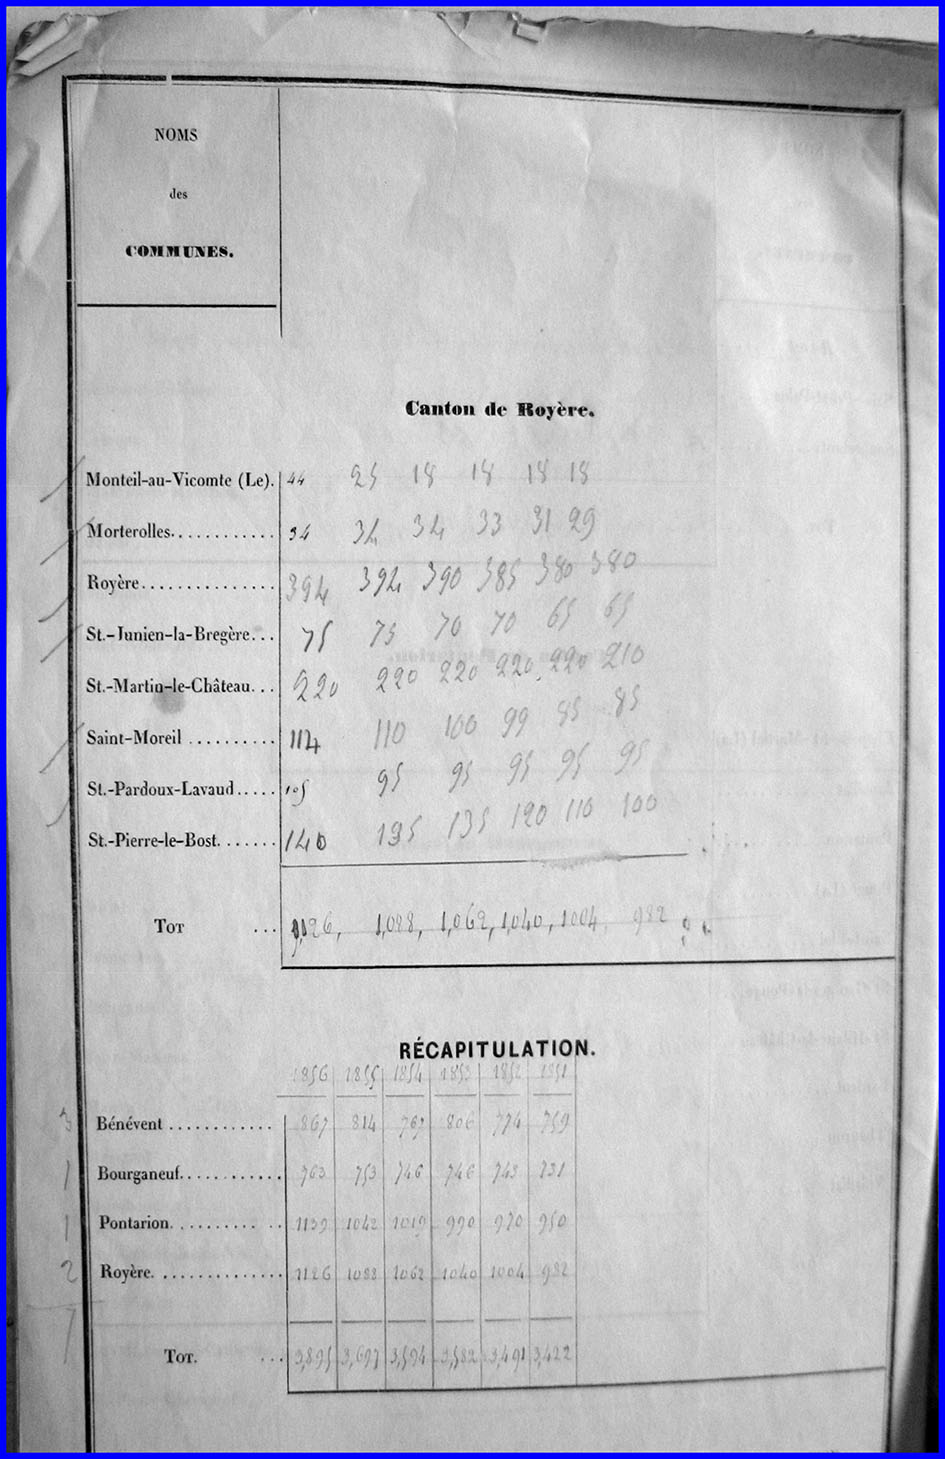 NOMS
des
COMMUNES.
Canton de Royère.
Monteil-au-Vicomte (Le). 44 25 18 18 18 18
Morterolles............ 34 34 34 33 31 29
Royère............... 394 394 390 385 380 380
St.-Junien-la-Bregère... 75 75 70 70 65 65
St.-Martin-le-Château... 220 220 220 220 220 210
Saint-Moreil .......... 114 110 100 99 85 85
St.-Pardoux-Lavaud..... 105 95 95 95 95 95
St.-Pierre-le-Bost....... 140 135 135 120 110 100
TOT ... 1,126, 1,088, 1,062, 1,040, 1004, 982
RÉCAPITULATION.
1856 1855 1854 1853 1852 1851
3 Bénévent ............ 867 814 767 806 774 759
1 Bourganeuf............ 763 753 746 746 743 731
1 Pontarion............ 1139 1042 1019 990 970 950
2 Royère............... 1126 1088 1062 1040 1004 982
7 TOT. ... 3,895 3,697 3,594 3,582 3,491 3,422